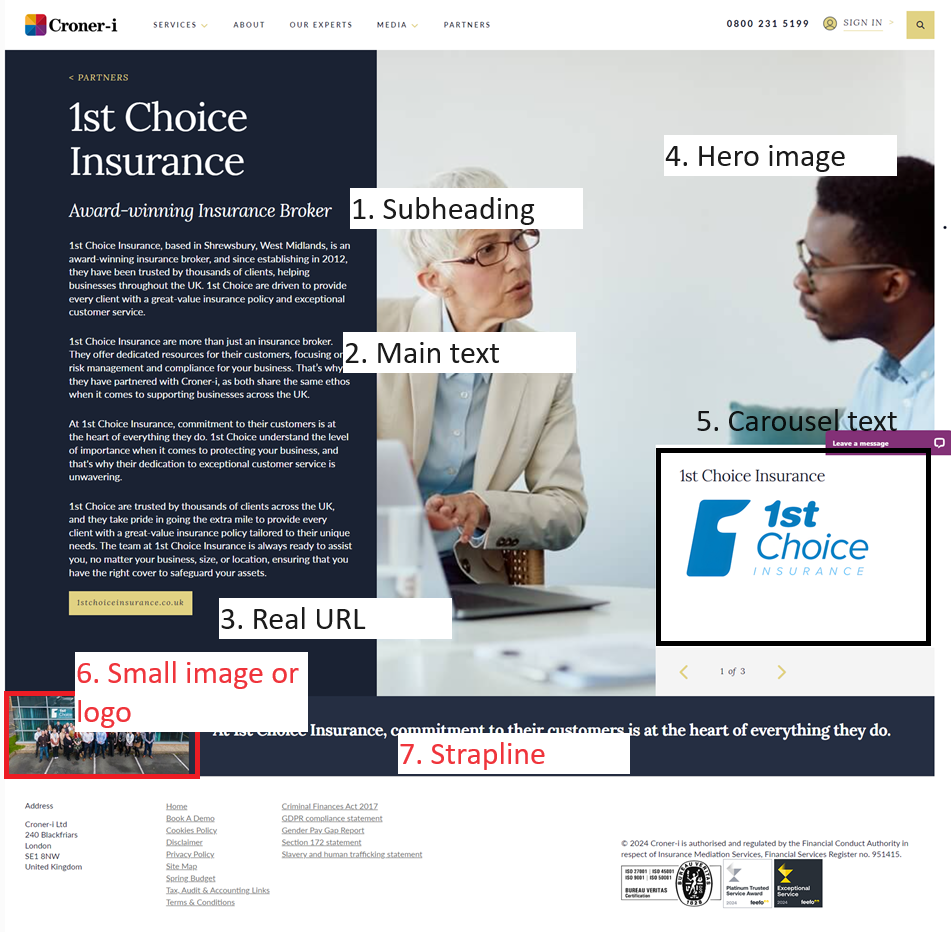 Croner-i
SERVICES
ABOUT
OUR EXPERTS
MEDIA
PARTNERS
0800 231 5199
SIGN IN >
< PARTNERS
1st Choice
Insurance
Award-winning Insurance Broker
1. Subheading
4. Hero image
1st Choice Insurance, based in Shrewsbury, West Midlands, is an
award-winning insurance broker, and since establishing in 2012,
they have been trusted by thousands of clients, helping
businesses throughout the UK. 1st Choice are driven to provide
every client with a great-value insurance policy and exceptional
customer service.
1st Choice Insurance are more than just an insurance broker.
They offer dedicated resources for their customers, focusing on
risk management and compliance for your business. That's why
they have partnered with Croner-i, as both share the same ethos
when it comes to supporting businesses across the UK.
2. Main text
At 1st Choice Insurance, commitment to their customers is at
the heart of everything they do. 1st Choice understand the level
of importance when it comes to protecting your business, and
that's why their dedication to exceptional customer service is
unwavering.
1st Choice are trusted by thousands of clients across the UK,
and they take pride in going the extra mile to provide every
client with a great-value insurance policy tailored to their unique
needs. The team at 1st Choice Insurance is always ready to assist
you, no matter your business, size, or location, ensuring that you
have the right cover to safeguard your assets.
1stchoiceinsurance.co.uk
3. Real URL
5. Carousel text
Leave a message
1st Choice Insurance
1st
Choice
INSURANCE
1 of 3
6. Small image or
logo
At 1st Choice Insurance, commitment to their customers is at the heart of everything they do.
7. Strapline
Address
Croner-i Ltd
240 Blackfriars
London
SE1 8NW
United Kingdom
Home
Book A Demo
Cookies Policy
Disclaimer
Privacy Policy
Site Map
Spring Budget
Tax, Audit & Accounting Links
Terms & Conditions
Criminal Finances Act 2017
GDPR compliance statement
Gender Pay Gap Report
Section 172 statement
Slavery and human trafficking statement
© 2024 Croner-i is authorised and regulated by the Financial Conduct Authority in
respect of Insurance Mediation Services, Financial Services Register no. 951415.
ISO 27001 | ISO 45001
ISO 9001 | ISO 50001
BUREAU VERITAS
Certification
BUREAU VERITAS
1828
Platinum Trusted
Service Award
2024 feefo
Exceptional
Service
2024 feefo